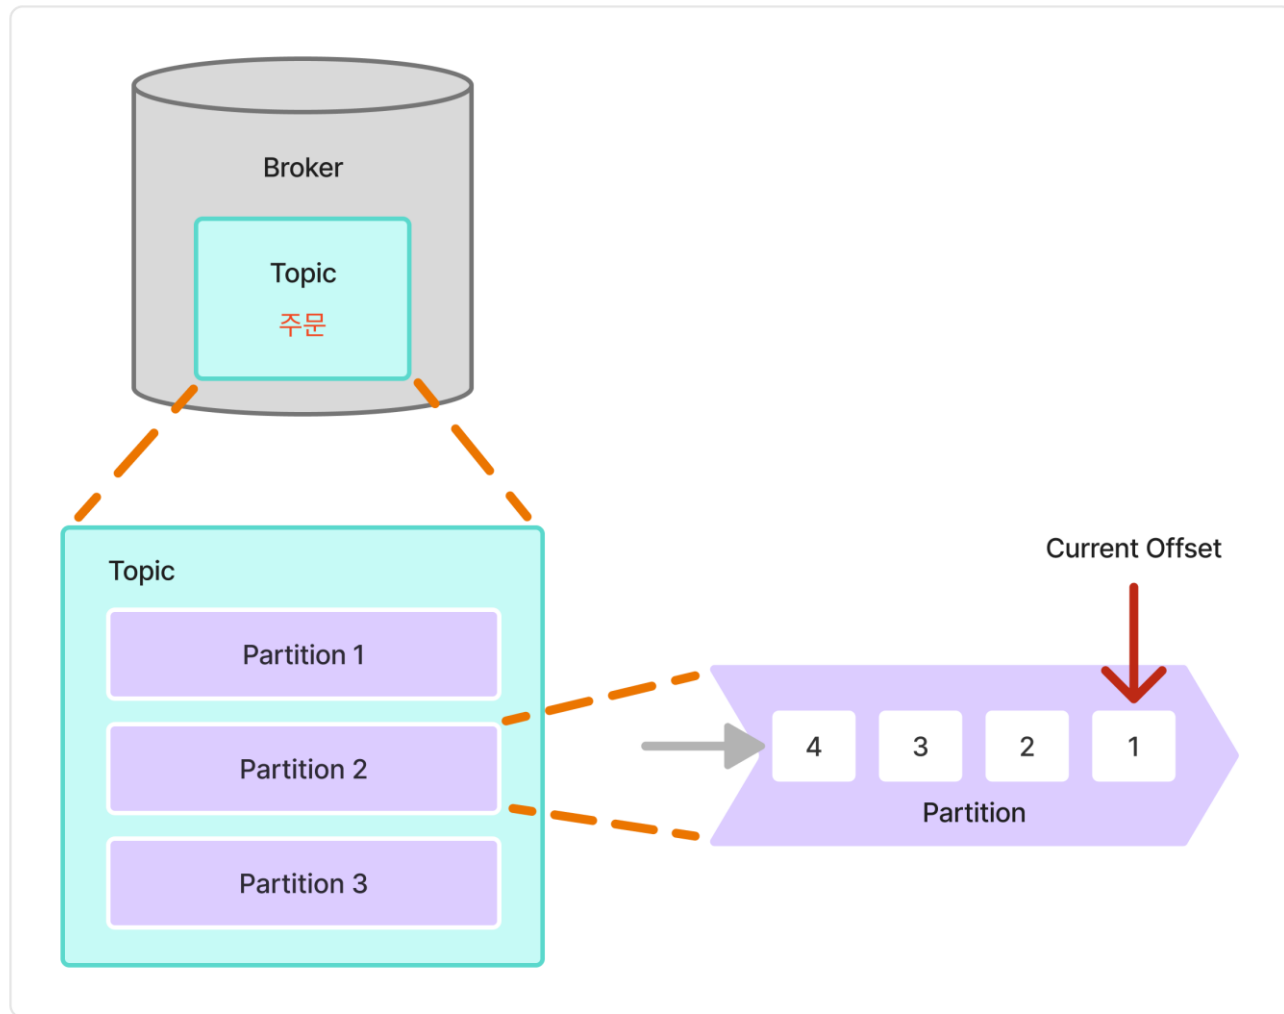 Broker
Topic
주문
Topic
Partition 1
Partition 2
Partition 3
Current Offset
4 3 2 1
Partition